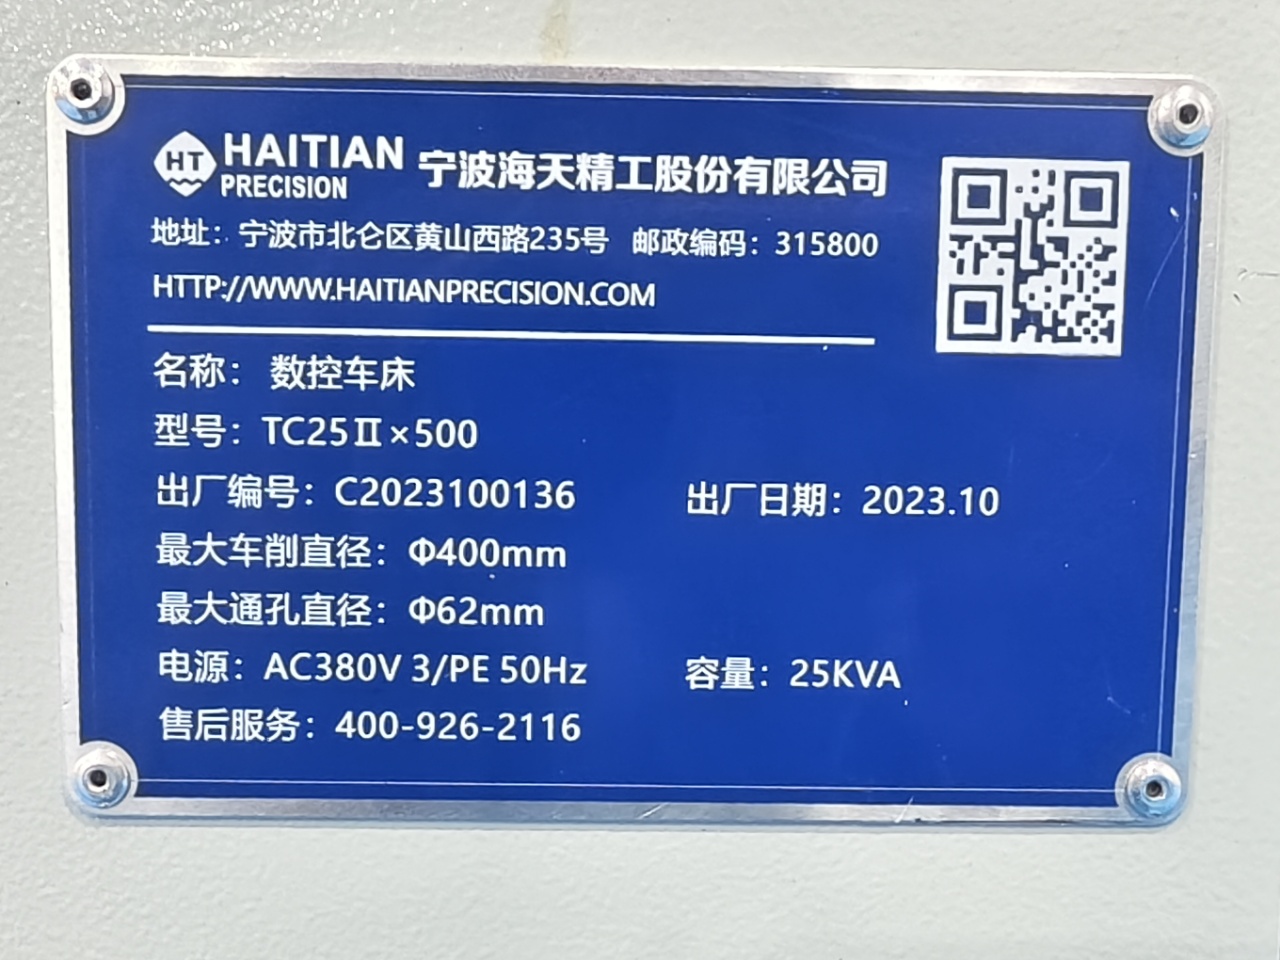 HT HAITIAN PRECISION 宁波海天精工股份有限公司
地址：宁波市北仑区黄山西路235号 邮政编码：315800
HTTP://WWW.HAITIANPRECISION.COM
名称：数控车床
型号：TC25Ⅱ×500
出厂编号：C2023100136 出厂日期：2023.10
最大车削直径：Φ400mm
最大通孔直径：Φ62mm
电源：AC380V 3/PE 50Hz 容量：25KVA
售后服务：400-926-2116